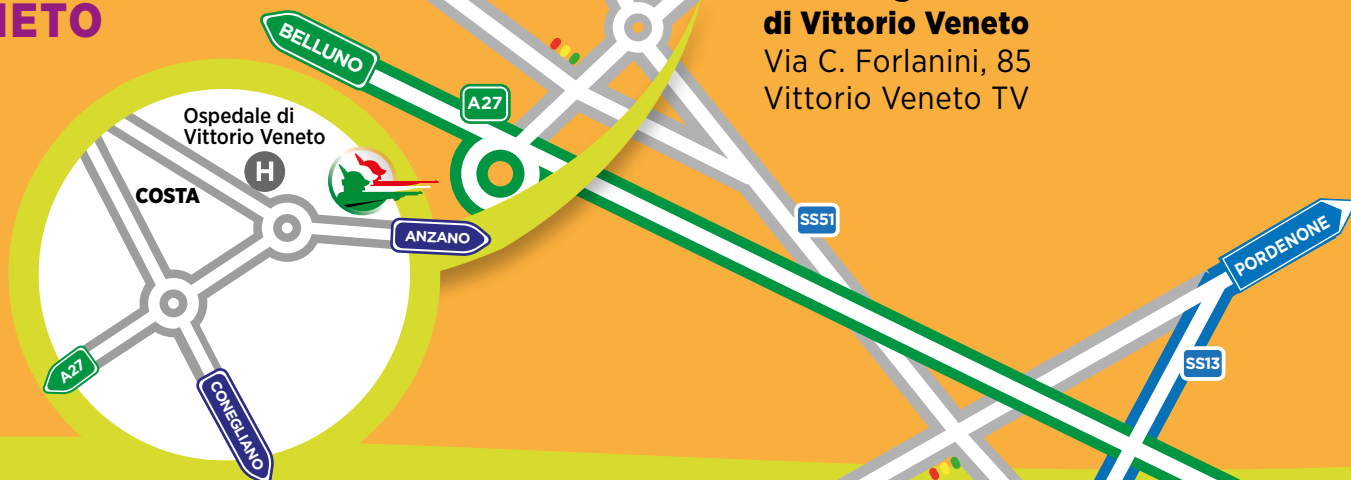 di Vittorio Veneto
Via C. Forlanini, 85
Vittorio Veneto TV
BELLUNO
A27
Ospedale di
Vittorio Veneto
H
COSTA
ANZANO
SS51
PORDENONE
SS13
A27
CONEGLIANO